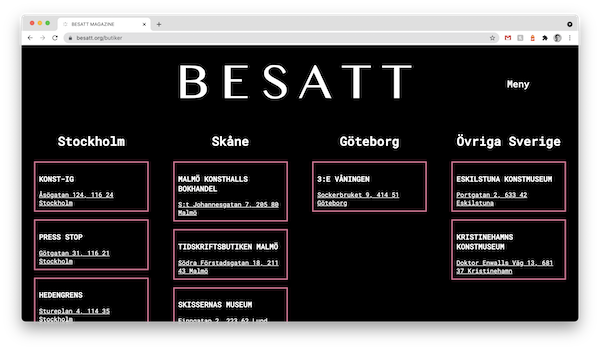 BESATT MAGAZINE
besatt.org/butiker
BESATT
Meny
Stockholm
KONST-IG
Åsögatan 124, 116 24
Stockholm
PRESS STOP
Götgatan 31, 116 21
Stockholm
HEDENGRENS
Stureplan 4, 114 35
Stockholm
Skåne
MALMÖ KONSTHALLS
BOKHANDEL
S:t Johannesgatan 7, 205 80
Malmö
TIDSKRIFTSBUTIKEN MALMÖ
Södra Förstadsgatan 18, 211
43 Malmö
SKISSERNAS MUSEUM
Finngatan 2, 223 62 Lund
Göteborg
3:E VÅNINGEN
Sockerbruket 9, 414 51
Göteborg
Övriga Sverige
ESKILSTUNA KONSTMUSEUM
Portgatan 2, 633 42
Eskilstuna
KRISTINEHAMNS
KONSTMUSEUM
Doktor Enwalls Väg 13, 681
37 Kristinehamn